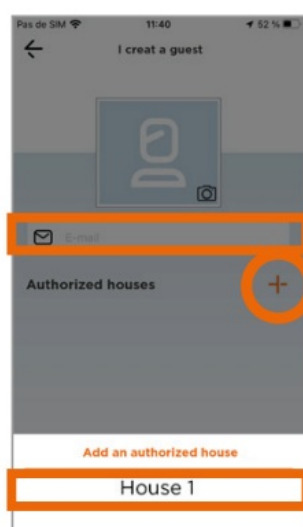 Pas de SIM 11:40 52 %
I creat a guest
E-mail
Authorized houses
Add an authorized house
House 1